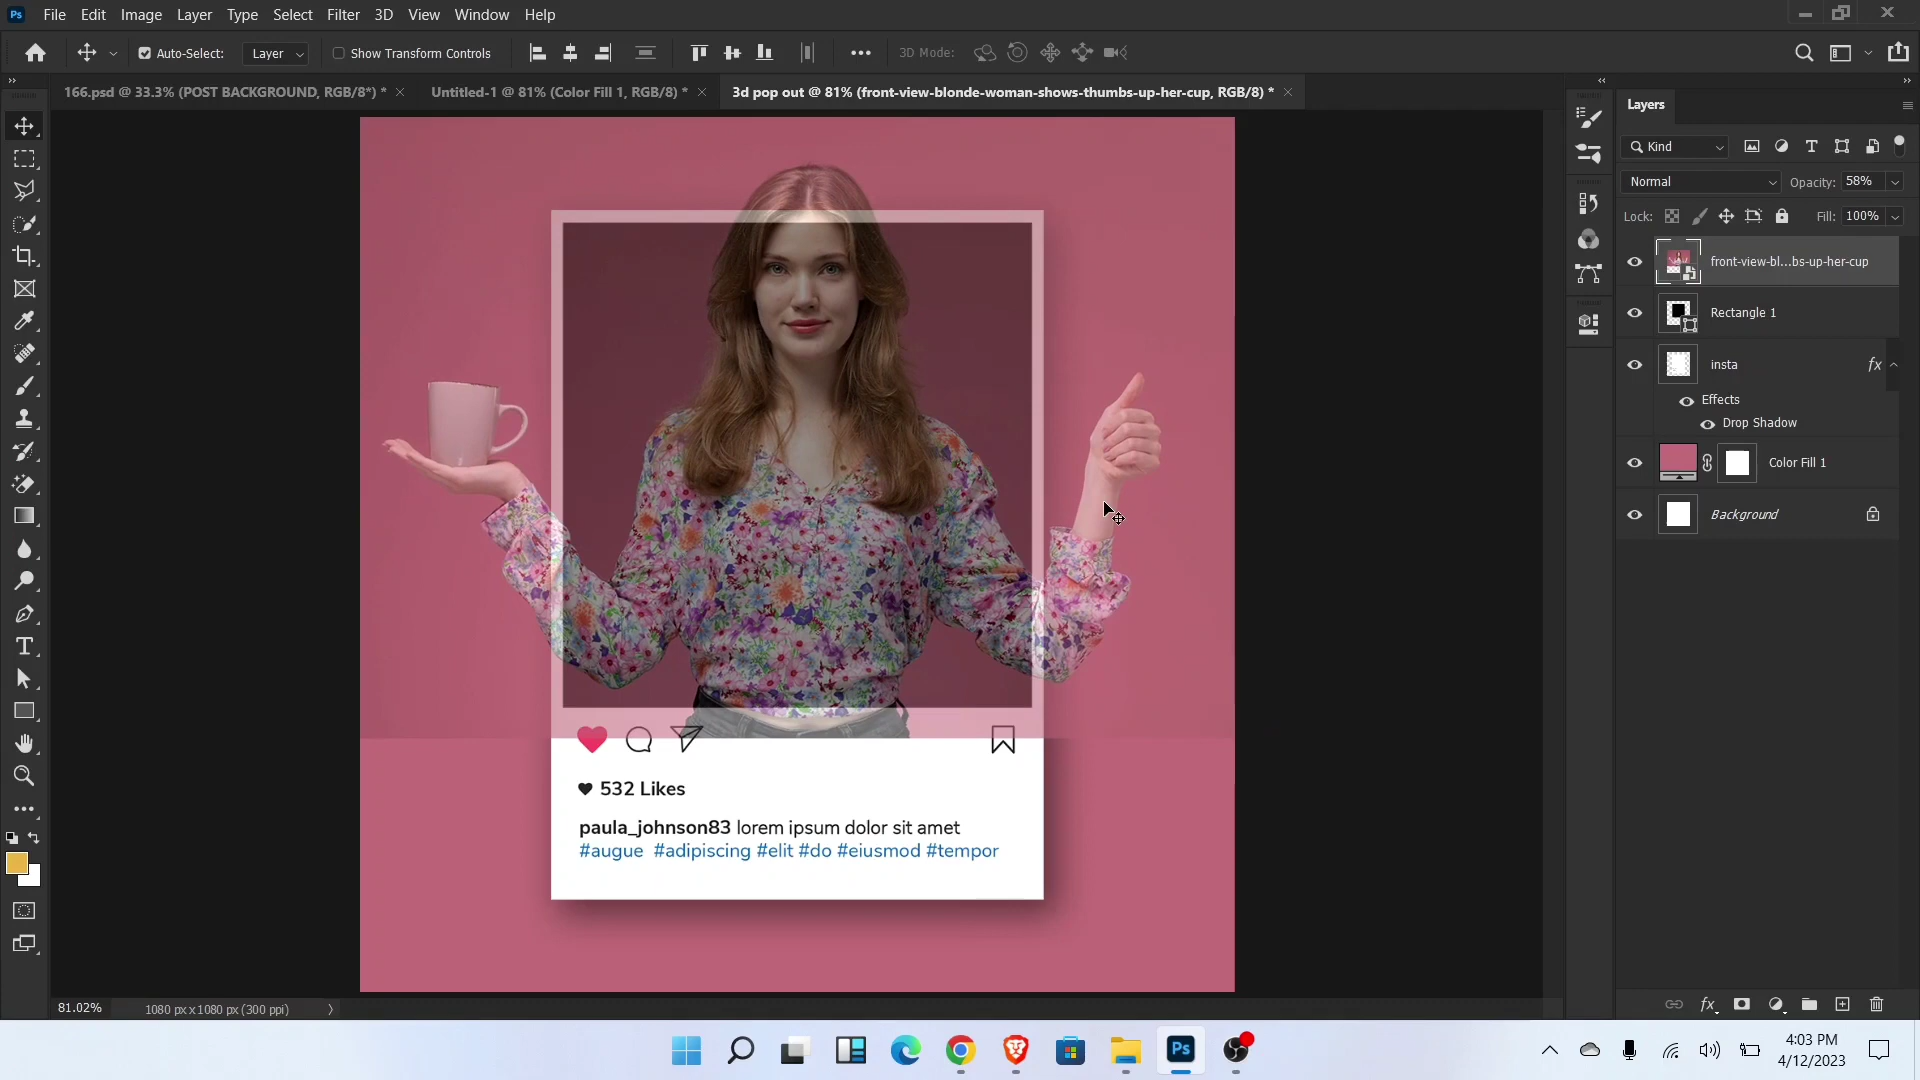 Ps File Edit Image Layer Type Select Filter 3D View Window Help
Auto-Select: Layer Show Transform Controls 3D Mode:
166.psd @ 33.3% (POST BACKGROUND, RGB/8*) * Untitled-1 @ 81% (Color Fill 1, RGB/8) * 3d pop out @ 81% (front-view-blonde-woman-shows-thumbs-up-her-cup, RGB/8) *
Layers
Kind
Normal Opacity: 58%
Lock: Fill: 100%
front-view-bl...bs-up-her-cup
Rectangle 1
insta fx
Effects
Drop Shadow
Color Fill 1
Background
532 Likes
paula_johnson83 lorem ipsum dolor sit amet
#augue #adipiscing #elit #do #eiusmod #tempor
81.02% 1080 px x 1080 px (300 ppi)
fx
Ps
4:03 PM
4/12/2023